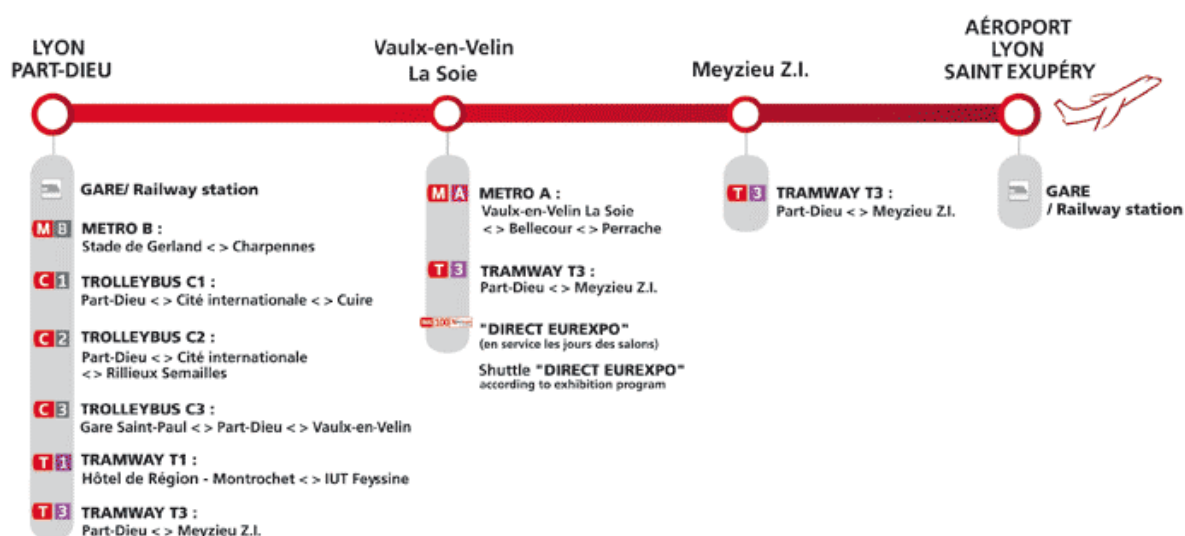 LYON
PART-DIEU
Vaulx-en-Velin
La Soie
Meyzieu Z.I.
AÉROPORT
LYON
SAINT EXUPÉRY
GARE/ Railway station
M B METRO B :
Stade de Gerland < > Charpennes
C 1 TROLLEYBUS C1 :
Part-Dieu < > Cité internationale < > Cuire
C 2 TROLLEYBUS C2 :
Part-Dieu < > Cité internationale
< > Rillieux Semailles
C 3 TROLLEYBUS C3 :
Gare Saint-Paul < > Part-Dieu < > Vaulx-en-Velin
T 1 TRAMWAY T1 :
Hôtel de Région - Montrochet < > IUT Feyssine
T 3 TRAMWAY T3 :
Part-Dieu < > Meyzieu Z.I.
M A METRO A :
Vaulx-en-Velin La Soie
< > Bellecour < > Perrache
T 3 TRAMWAY T3 :
Part-Dieu < > Meyzieu Z.I.
100 "DIRECT EUREXPO"
(en service les jours des salons)
Shuttle "DIRECT EUREXPO"
according to exhibition program
T 3 TRAMWAY T3 :
Part-Dieu < > Meyzieu Z.I.
GARE
/ Railway station